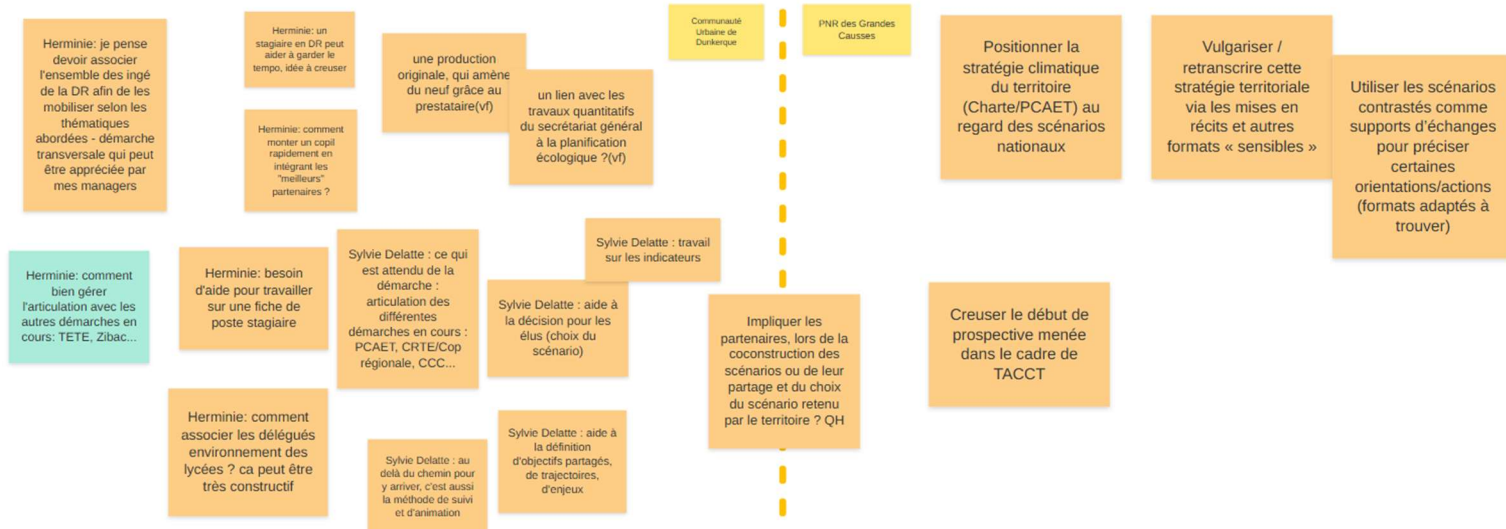 Herminie: je pense
devoir associer
l'ensemble des ingé
de la DR afin de les
mobiliser selon les
thématiques
abordées - démarche
transversale qui peut
être appréciée par
mes managers
Herminie: un
stagiaire en DR peut
aider à garder le
tempo, idée à creuser
Herminie: comment
monter un copil
rapidement en
intégrant les
"meilleurs"
partenaires ?
une production
originale, qui amène
du neuf grâce au
prestataire(vf)
un lien avec les
travaux quantitatifs
du secrétariat général
à la planification
écologique ?(vf)
Communauté
Urbaine de
Dunkerque
Herminie: comment
bien gérer
l'articulation avec les
autres démarches en
cours: TETE, Zibac...
Herminie: besoin
d'aide pour travailler
sur une fiche de
poste stagiaire
Sylvie Delatte : ce qui
est attendu de la
démarche :
articulation des
différentes
démarches en cours :
PCAET, CRTE/Cop
régionale, CCC...
Sylvie Delatte : travail
sur les indicateurs
Sylvie Delatte : aide à
la décision pour les
élus (choix du
scénario)
Herminie: comment
associer les délégués
environnement des
lycées ? ca peut être
très constructif
Sylvie Delatte : au
delà du chemin pour
y arriver, c'est aussi
la méthode de suivi
et d'animation
Sylvie Delatte : aide à
la définition
d'objectifs partagés,
de trajectoires,
d'enjeux
Impliquer les
partenaires, lors de la
coconstruction des
scénarios ou de leur
partage et du choix
du scénario retenu
par le territoire ? QH
PNR des Grandes
Causses
Positionner la
stratégie climatique
du territoire
(Charte/PCAET) au
regard des scénarios
nationaux
Vulgariser /
retranscrire cette
stratégie territoriale
via les mises en
récits et autres
formats « sensibles »
Utiliser les scénarios
contrastés comme
supports d'échanges
pour préciser
certaines
orientations/actions
(formats adaptés à
trouver)
Creuser le début de
prospective menée
dans le cadre de
TACCT